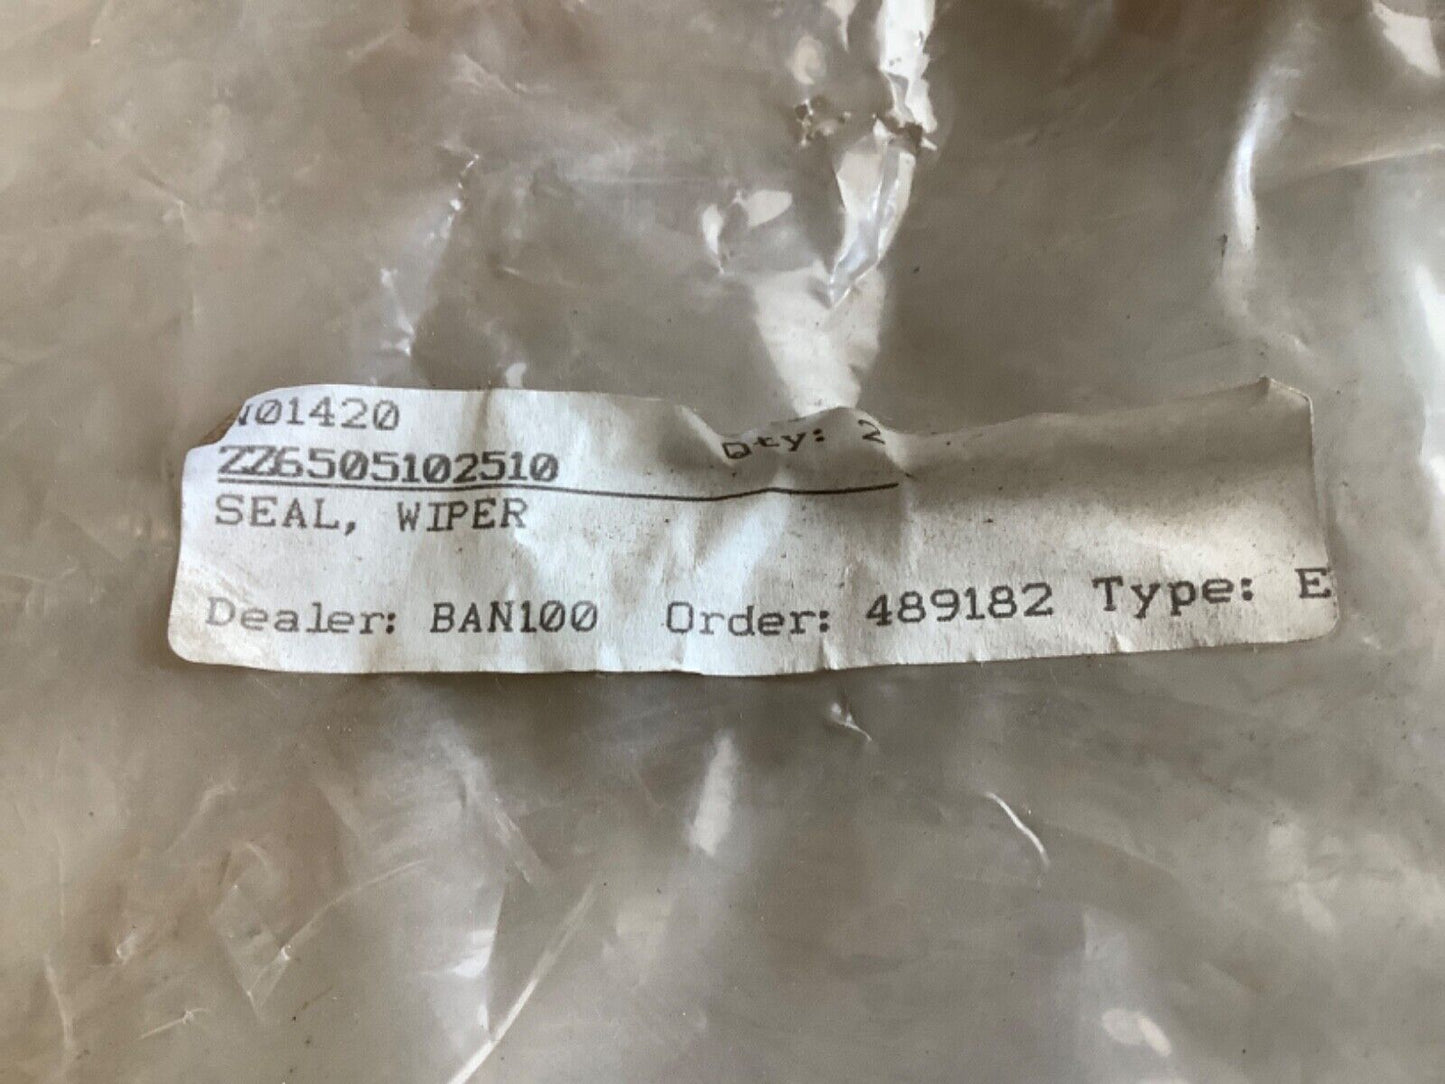 N01420
ZZ6505102510 Qty: 2
SEAL, WIPER
Dealer: BAN100 Order: 489182 Type: E